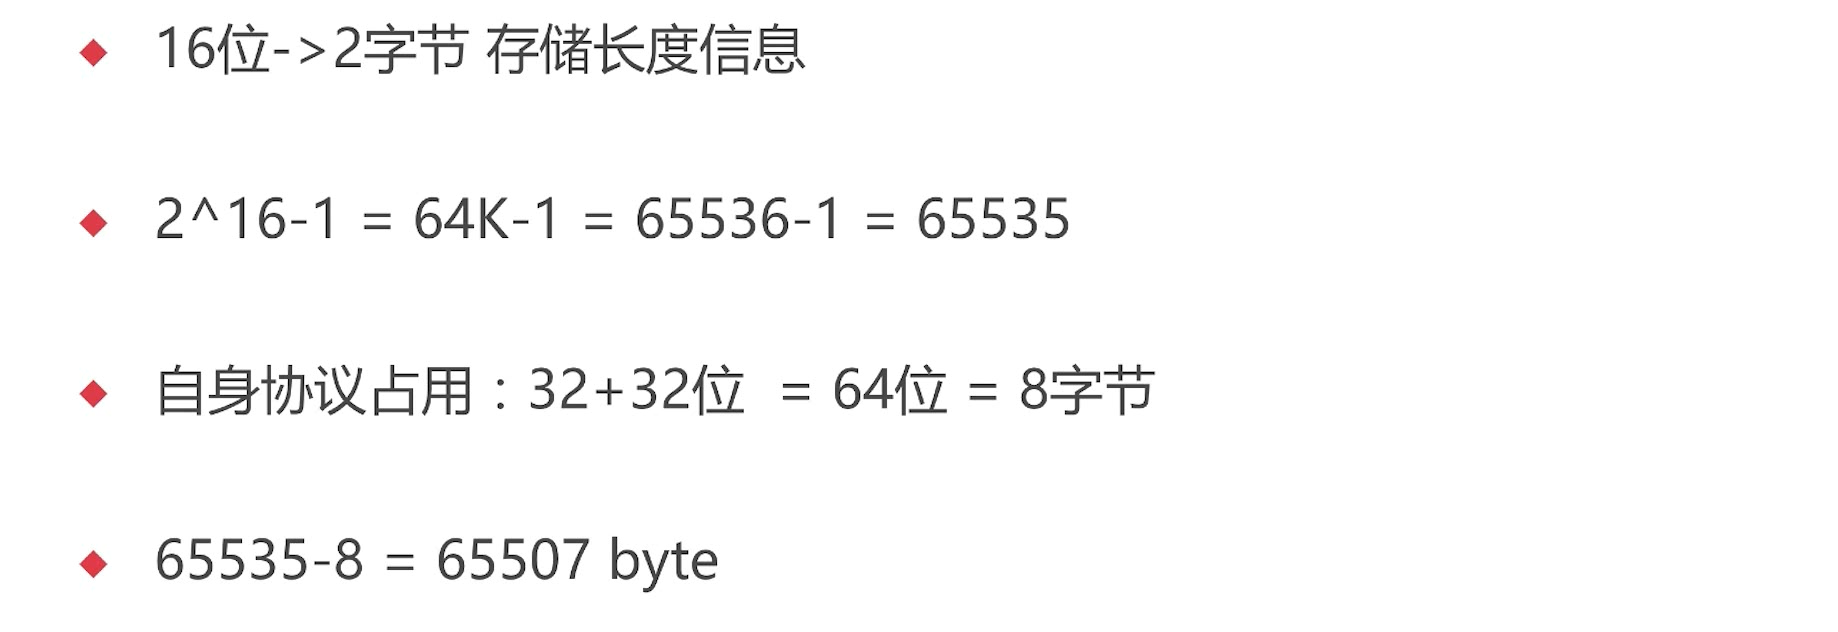 16位->2字节 存储长度信息
2^16-1 = 64K-1 = 65536-1 = 65535
自身协议占用：32+32位 = 64位 = 8字节
65535-8 = 65507 byte